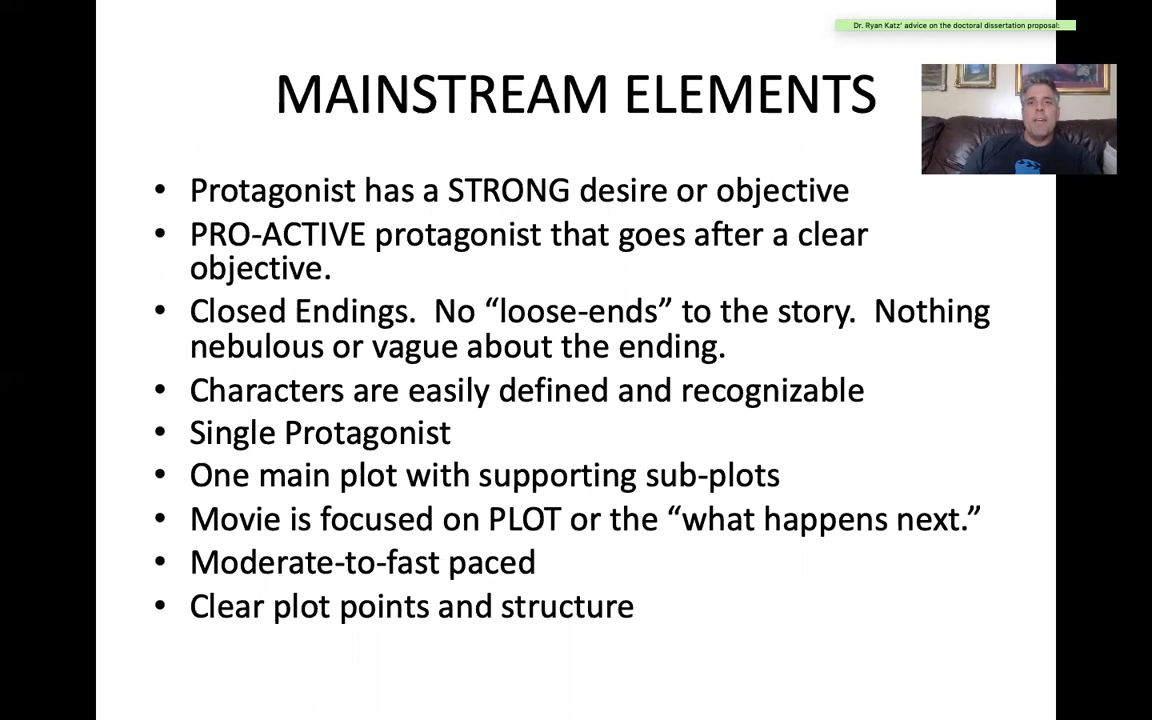 Dr. Ryan Katz' advice on the doctoral dissertation proposal:
MAINSTREAM ELEMENTS
• Protagonist has a STRONG desire or objective
• PRO-ACTIVE protagonist that goes after a clear
objective.
• Closed Endings.  No “loose-ends” to the story.  Nothing
nebulous or vague about the ending.
• Characters are easily defined and recognizable
• Single Protagonist
• One main plot with supporting sub-plots
• Movie is focused on PLOT or the “what happens next.”
• Moderate-to-fast paced
• Clear plot points and structure